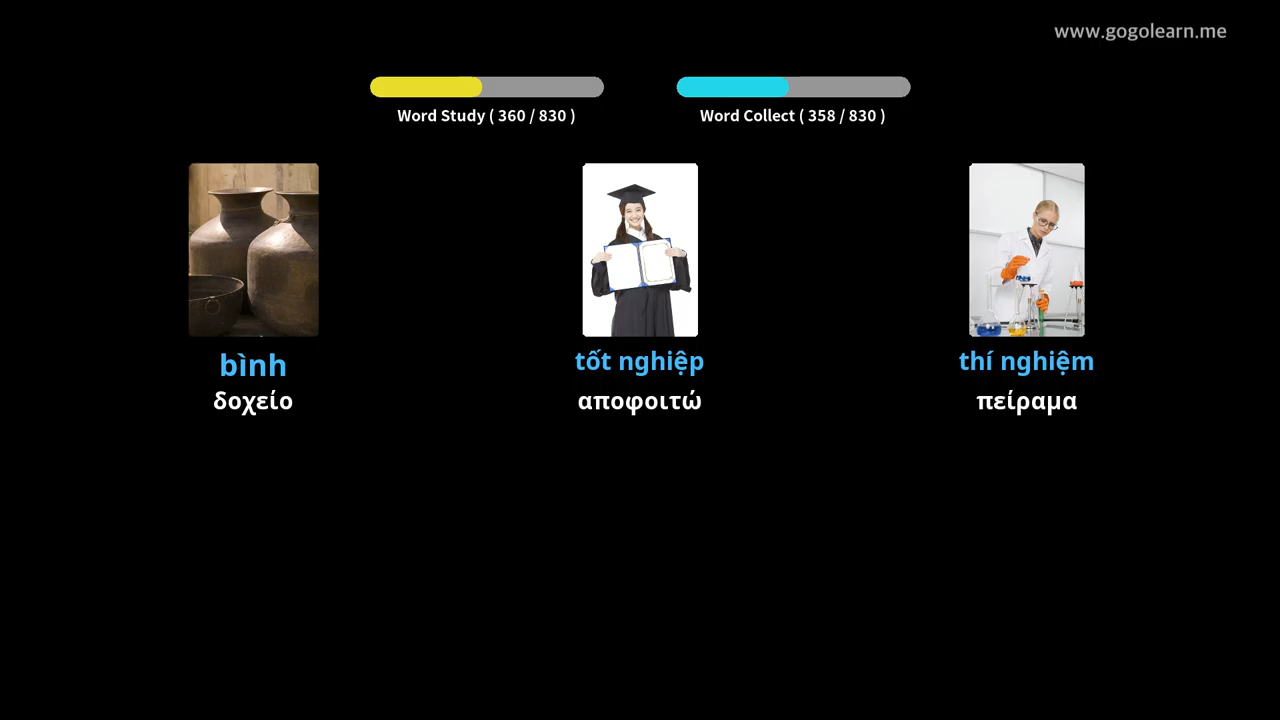 www.gogolearn.me
Word Study ( 360 / 830 )
Word Collect ( 358 / 830 )
bình
tốt nghiệp
thí nghiệm
δοχείο
αποφοιτώ
πείραμα